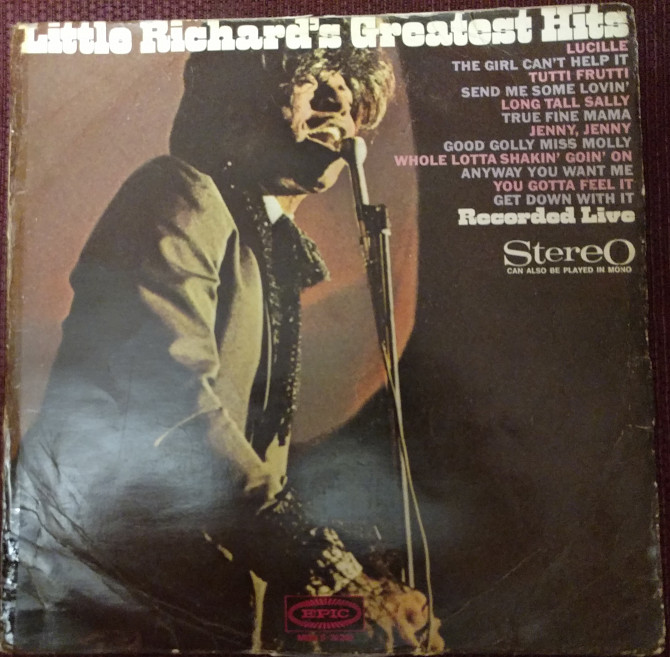 Little Richard's Greatest Hits
LUCILLE
THE GIRL CAN'T HELP IT
TUTTI FRUTTI
SEND ME SOME LOVIN'
LONG TALL SALLY
TRUE FINE MAMA
JENNY, JENNY
GOOD GOLLY MISS MOLLY
WHOLE LOTTA SHAKIN' GOIN' ON
ANYWAY YOU WANT ME
YOU GOTTA FEEL IT
GET DOWN WITH IT
Recorded Live
StereO
CAN ALSO BE PLAYED IN MONO
EPIC